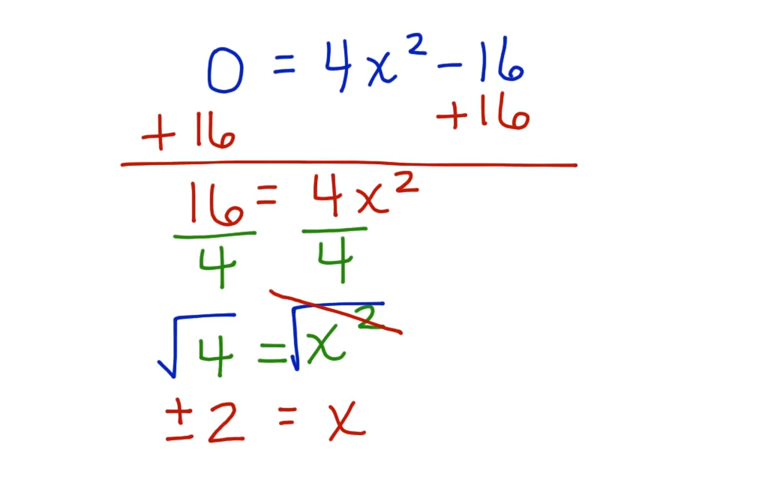 0 = 4x² - 16
+ 16 + 16
16 = 4x²
4 4
√4 = √x²
± 2 = x